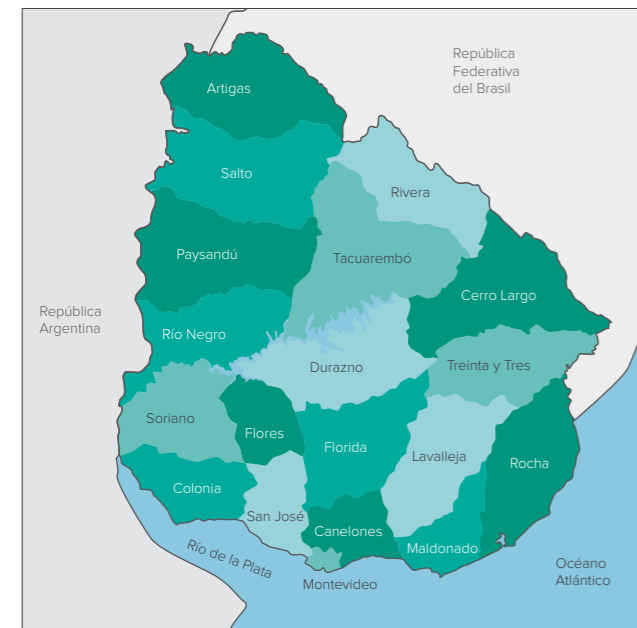 República
Federativa
del Brasil
Artigas
Salto
Rivera
Paysandú
Tacuarembó
Cerro Largo
República
Argentina
Río Negro
Durazno
Treinta y Tres
Soriano
Flores
Florida
Lavalleja
Rocha
Colonia
San José
Canelones
Maldonado
Río de la Plata
Montevideo
Océano
Atlántico